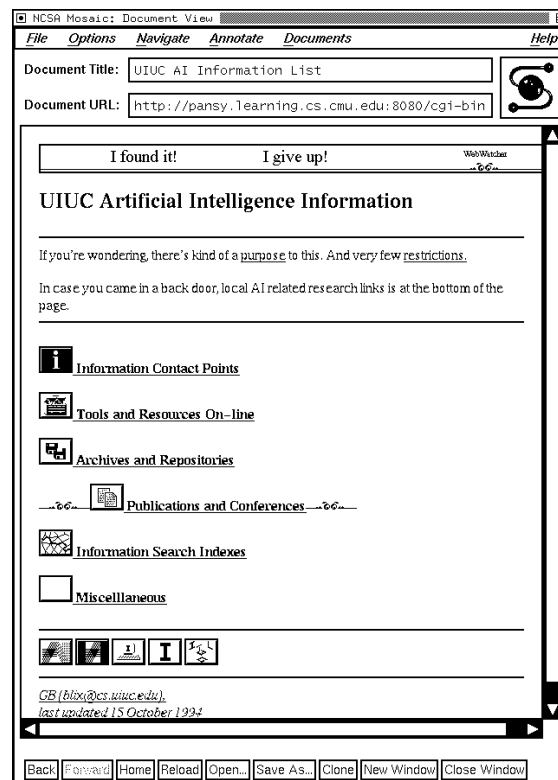 NCSA Mosaic: Document View
File Options Navigate Annotate Documents Help
Document Title: UIUC AI Information List
Document URL: http://pansy.learning.cs.cmu.edu:8080/cgi-bin
I found it! I give up! WebWatcher
UIUC Artificial Intelligence Information
If you're wondering, there's kind of a purpose to this. And very few restrictions.
In case you came in a back door, local AI related research links is at the bottom of the
page.
i Information Contact Points
Tools and Resources On-line
Archives and Repositories
Publications and Conferences
Information Search Indexes
Miscelllaneous
I
GB (blix@cs.uiuc.edu),
last updated 15 October 1994
Back Forward Home Reload Open... Save As... Clone New Window Close Window